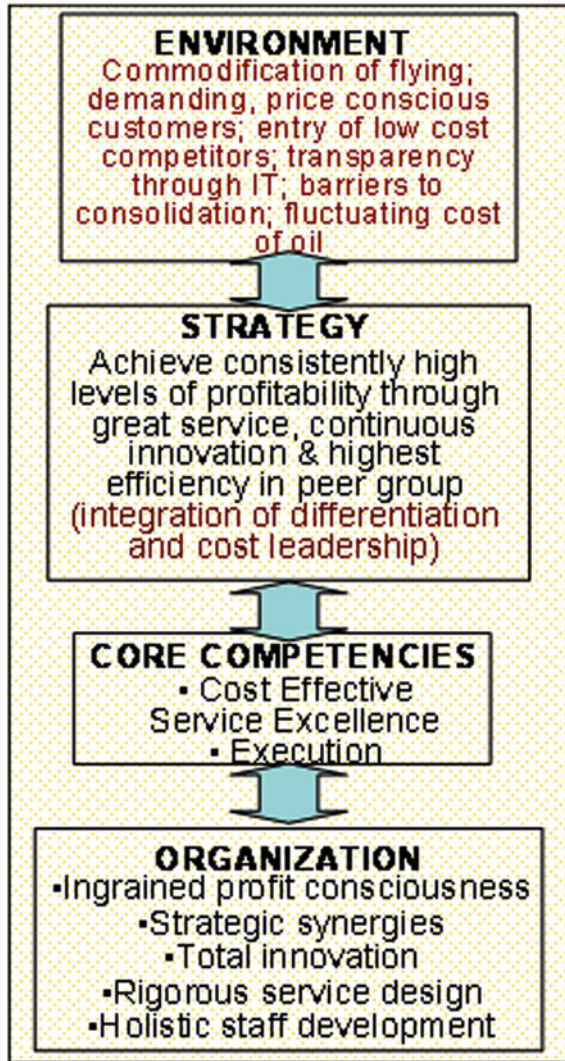 ENVIRONMENT
Commodification of flying;
demanding, price conscious
customers; entry of low cost
competitors; transparency
through IT; barriers to
consolidation; fluctuating cost
of oil
STRATEGY
Achieve consistently high
levels of profitability through
great service, continuous
innovation & highest
efficiency in peer group
(integration of differentiation
and cost leadership)
CORE COMPETENCIES
▪ Cost Effective
Service Excellence
▪ Execution
ORGANIZATION
▪Ingrained profit consciousness
▪Strategic synergies
▪Total innovation
▪Rigorous service design
▪Holistic staff development